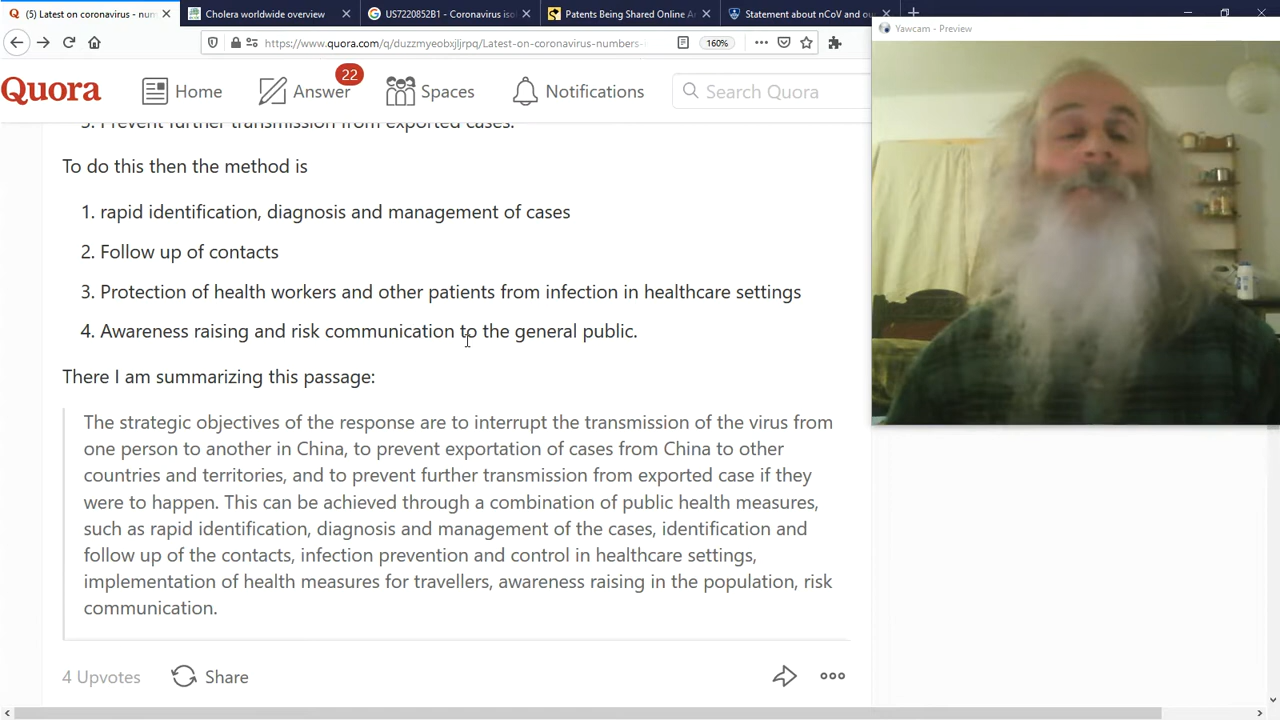 (5) Latest on coronavirus - num
Cholera worldwide overview
US7220852B1 - Coronavirus iso
Patents Being Shared Online A
Statement about nCoV and ou
Yawcam - Preview
https://www.quora.com/q/duzzmyeobxjljrpq/Latest-on-coronavirus-numbers-
160%
Quora
Home
Answer
22
Spaces
Notifications
Search Quora
Prevent further transmission from exported cases.
To do this then the method is
1. rapid identification, diagnosis and management of cases
2. Follow up of contacts
3. Protection of health workers and other patients from infection in healthcare settings
4. Awareness raising and risk communication to the general public.
There I am summarizing this passage:
The strategic objectives of the response are to interrupt the transmission of the virus from
one person to another in China, to prevent exportation of cases from China to other
countries and territories, and to prevent further transmission from exported case if they
were to happen. This can be achieved through a combination of public health measures,
such as rapid identification, diagnosis and management of the cases, identification and
follow up of the contacts, infection prevention and control in healthcare settings,
implementation of health measures for travellers, awareness raising in the population, risk
communication.
4 Upvotes
Share